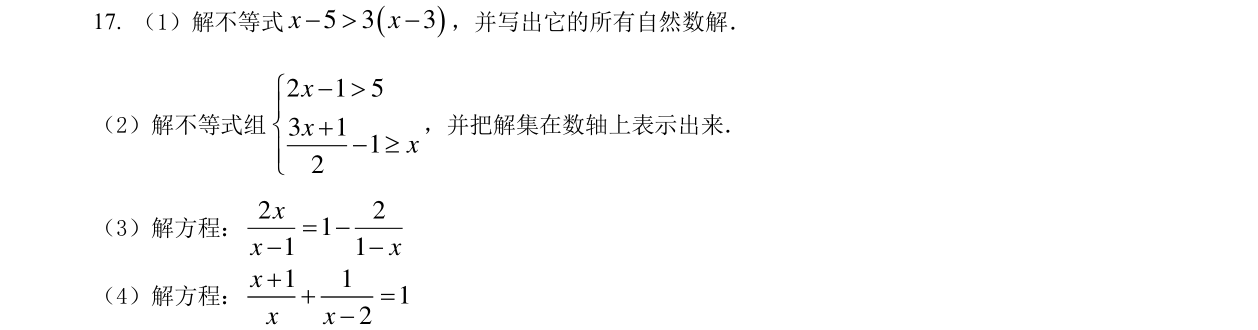 17. （1）解不等式 x−5>3(x−3)，并写出它的所有自然数解．
（2）解不等式组 {2x−1>5, (3x+1)/2−1≥x，并把解集在数轴上表示出来．
（3）解方程：2x/(x−1)=1−2/(1−x)
（4）解方程：(x+1)/x+1/(x−2)=1